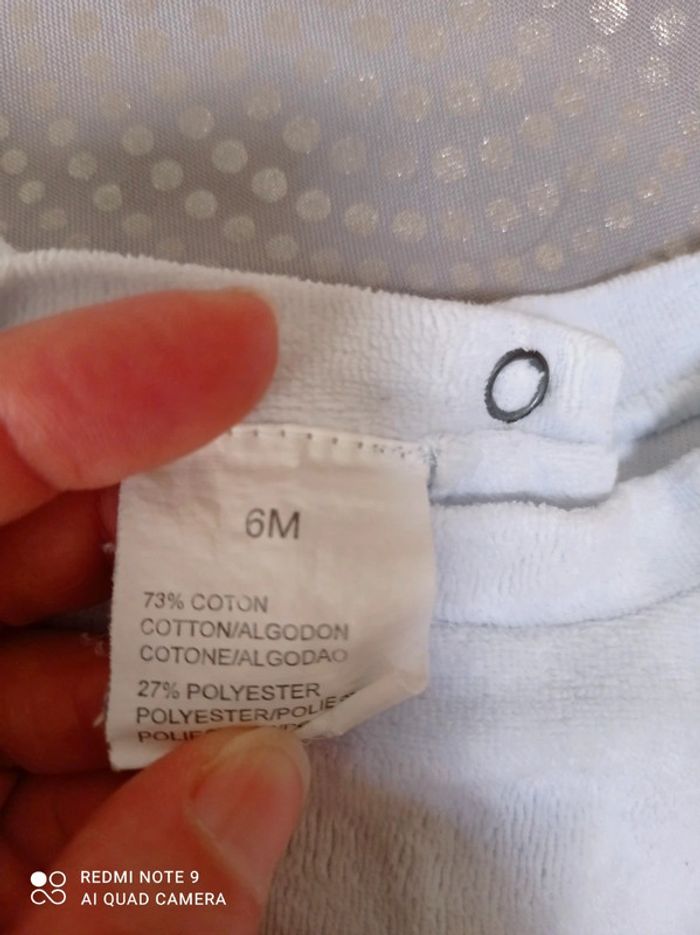 6M
73% COTON
COTTON/ALGODON
COTONE/ALGODAO
27% POLYESTER
REDMI NOTE 9
AI QUAD CAMERA